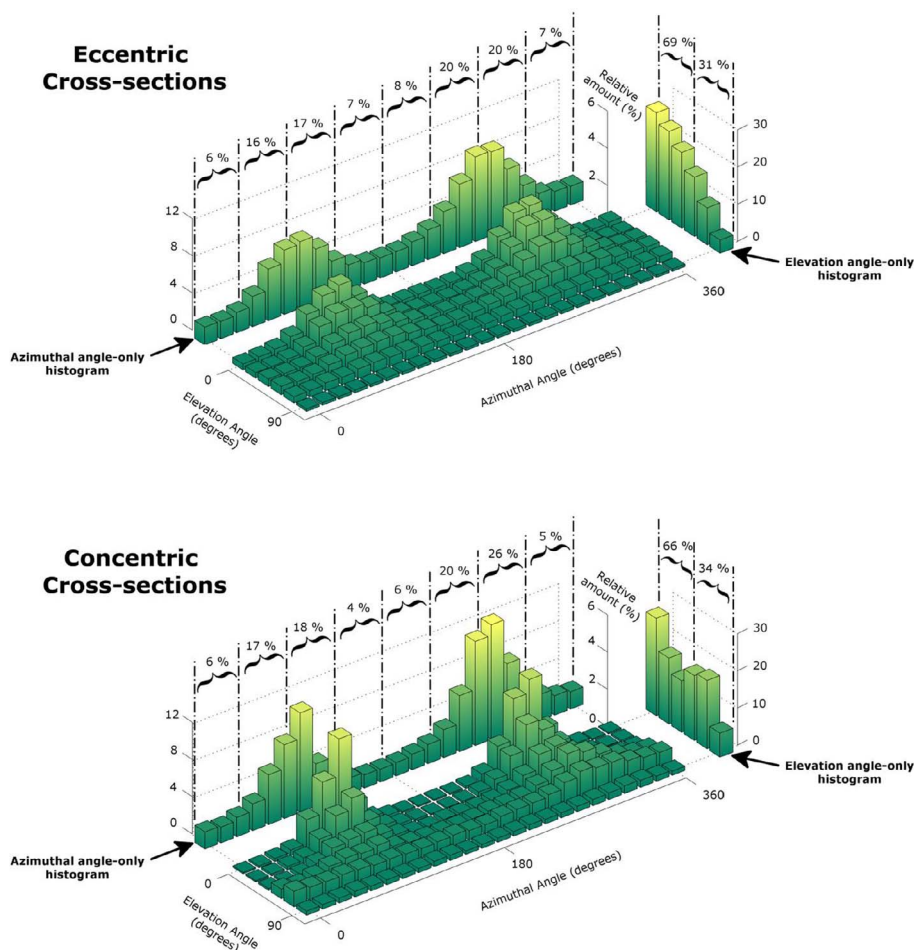 Eccentric
Cross-sections
6 %
16 %
17 %
7 %
8 %
20 %
20 %
7 %
69 %
31 %
Relative
amount (%)
6
4
2
0
30
20
10
0
12
8
4
0
Azimuthal angle-only
histogram
Elevation angle-only
histogram
0
90
Elevation Angle
(degrees)
0
180
360
Azimuthal Angle (degrees)
Concentric
Cross-sections
6 %
17 %
18 %
4 %
6 %
20 %
26 %
5 %
66 %
34 %
Relative
amount (%)
6
4
2
0
30
20
10
0
12
8
4
0
Azimuthal angle-only
histogram
Elevation angle-only
histogram
0
90
Elevation Angle
(degrees)
0
180
360
Azimuthal Angle (degrees)